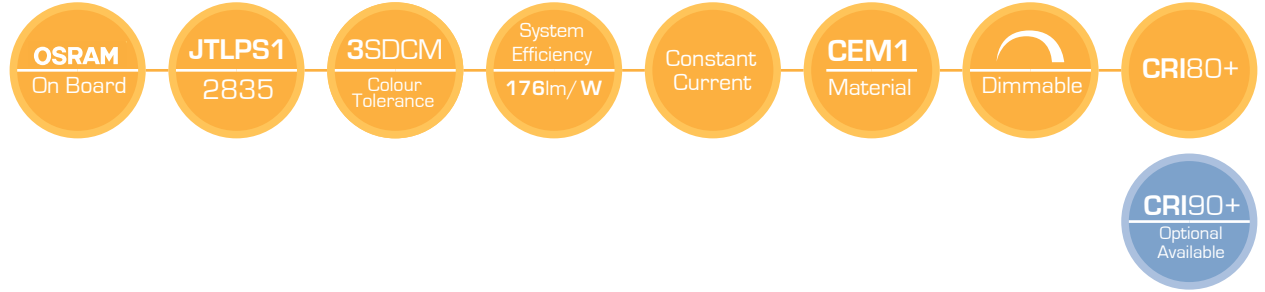 OSRAM
On Board
JTLPS1
2835
3SDCM
Colour
Tolerance
System
Efficiency
176lm/W
Constant
Current
CEM1
Material
Dimmable
CRI80+
CRI90+
Optional
Available